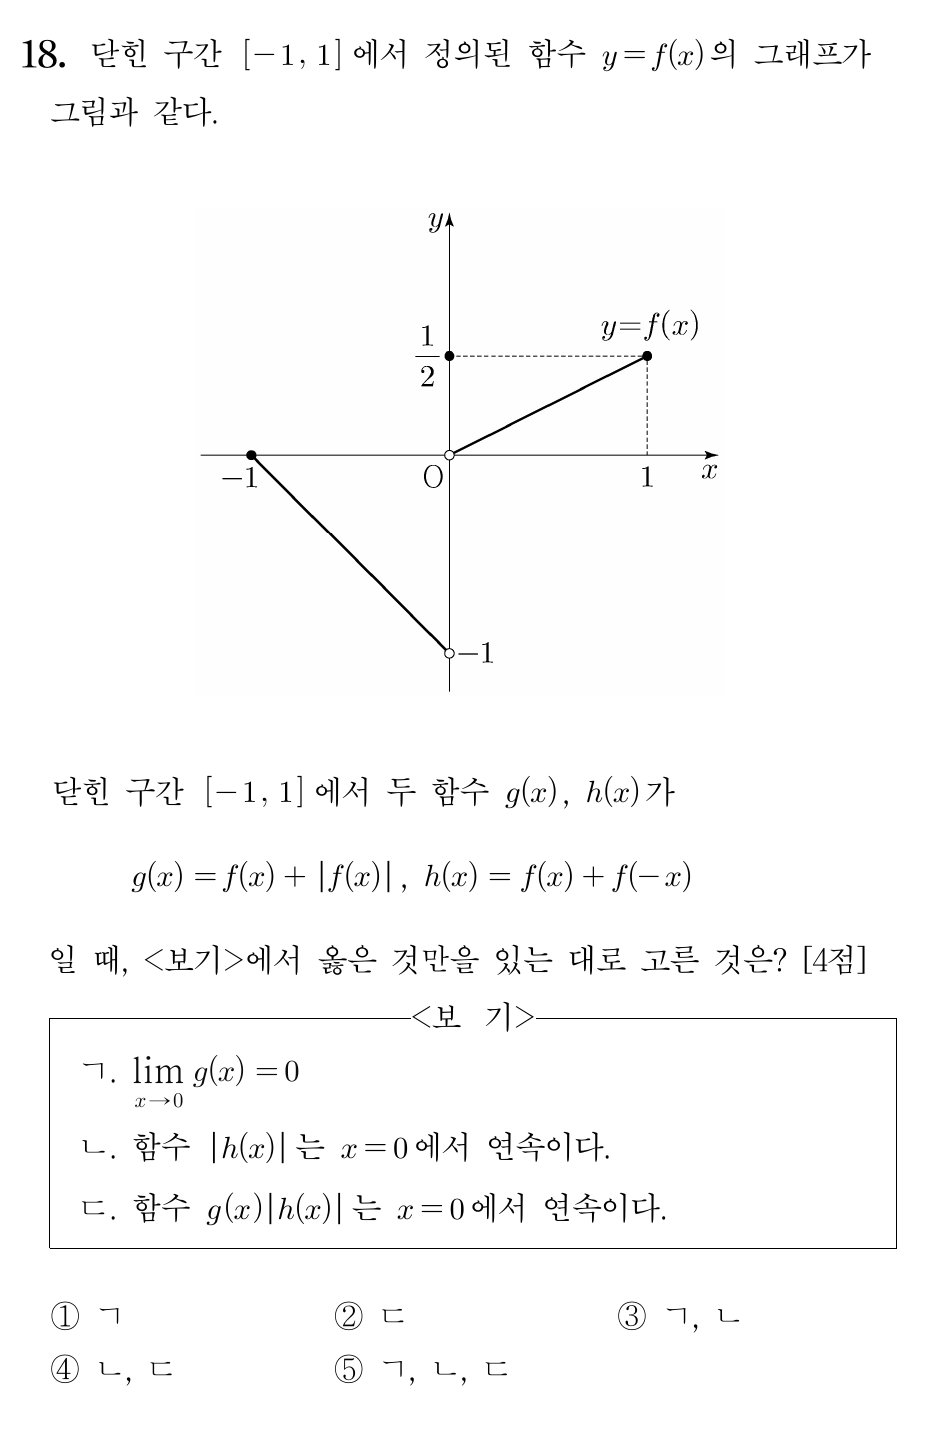 18. 닫힌 구간 [−1, 1]에서 정의된 함수 y=f(x)의 그래프가
그림과 같다.
y
1/2
y=f(x)
−1
O
1
x
−1
닫힌 구간 [−1, 1]에서 두 함수 g(x), h(x)가
g(x)=f(x)+|f(x)|, h(x)=f(x)+f(−x)
일 때, <보기>에서 옳은 것만을 있는 대로 고른 것은? [4점]
<보 기>
ㄱ. lim_{x→0} g(x)=0
ㄴ. 함수 |h(x)|는 x=0에서 연속이다.
ㄷ. 함수 g(x)|h(x)|는 x=0에서 연속이다.
① ㄱ ② ㄷ ③ ㄱ, ㄴ
④ ㄴ, ㄷ ⑤ ㄱ, ㄴ, ㄷ